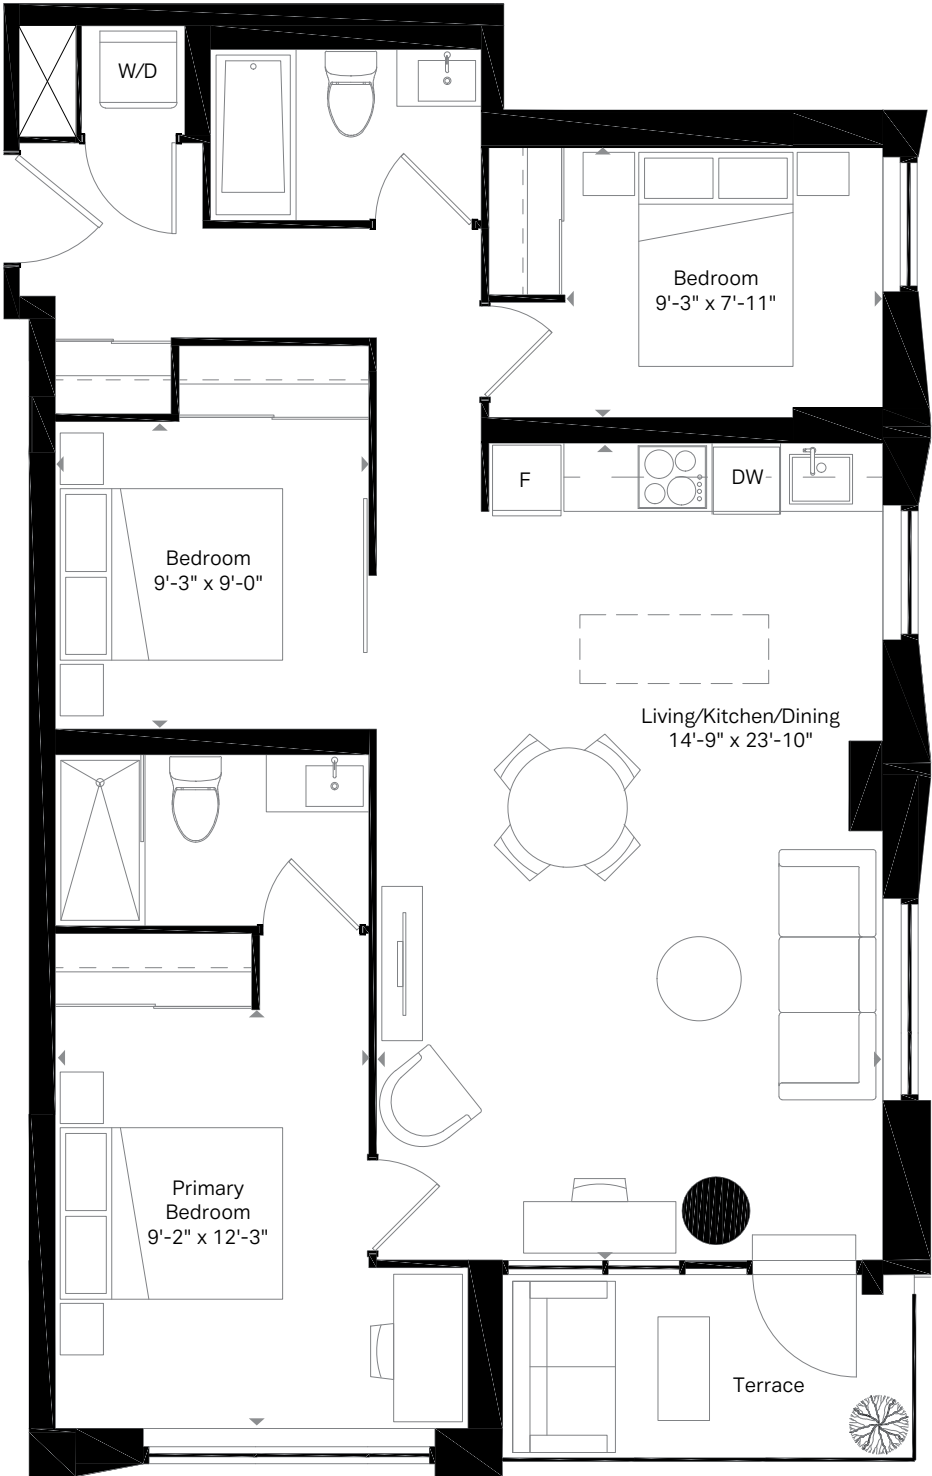 W/D
Bedroom
9'-3" x 7'-11"
F
DW
Bedroom
9'-3" x 9'-0"
Living/Kitchen/Dining
14'-9" x 23'-10"
Primary
Bedroom
9'-2" x 12'-3"
Terrace